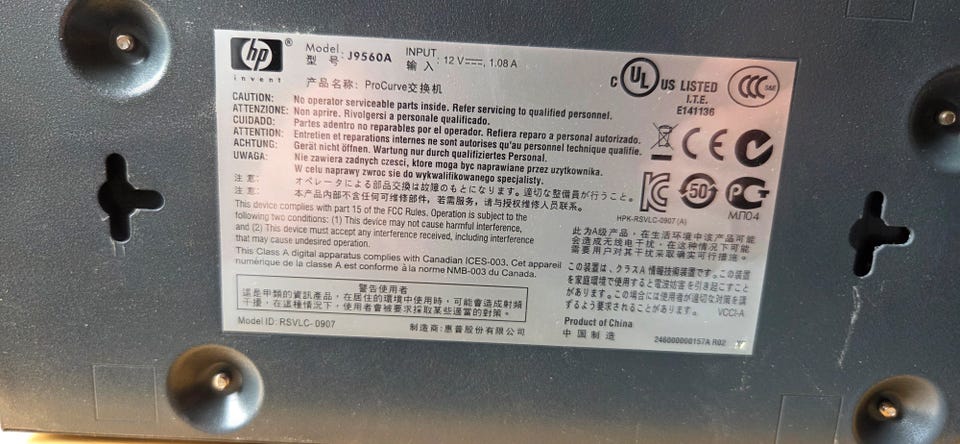 hp
®
invent
Model 型 号: J9560A
INPUT 输 入 : 12 V⎓, 1.08 A
产品名称: ProCurve交换机
C UL US LISTED
I.T.E.
E141136
CCC S&E
CAUTION: No operator serviceable parts inside. Refer servicing to qualified personnel.
ATTENZIONE: Non aprire. Rivolgersi a personale qualificado.
CUIDADO: Partes adentro no reparables por el operador. Refiera reparo a personal autorizado.
ATTENTION: Entretien et reparations internes ne sont autorises qu'au personnel technique qualifie.
ACHTUNG: Gerät nicht öffnen. Wartung nur durch qualifiziertes Personal.
UWAGA: Nie zawiera zadnych czesci, ktore moga byc naprawiane przez uzytkownika.
W celu naprawy zwroc sie do wykwalifikowanego specjalisty.
注 意: オペレータによる部品交換は故障のもとになります。適切な整備員が行うこと。
注 意: 本产品内部不含任何可维修部件, 若需服务, 请与授权维修人员联系。
CE
KC
50
PCT
МЛ04
HPK-RSVLC-0907 (A)
This device complies with part 15 of the FCC Rules. Operation is subject to the
following two conditions: (1) This device may not cause harmful interference,
and (2) This device must accept any interference received, including interference
that may cause undesired operation.
This Class A digital apparatus complies with Canadian ICES-003. Cet appareil
numérique de la classe A est conforme à la norme NMB-003 du Canada.
警告使用者
這是甲類的資訊產品, 在居住的環境中使用時, 可能會造成射頻
干擾, 在這種情況下, 使用者會被要求採取某些適當的對策。
Model ID: RSVLC-0907
制造商: 惠普股份有限公司
此为A级产品, 在生活环境中该产品可能
会造成无线电干扰, 在这种情况下可能
需要用户对其干扰采取确实可行措施。
この装置は、クラスA情報技術装置です。この装置
を家庭環境で使用すると電波妨害を引き起こすこと
があります。この場合には使用者が適切な対策を講
ずるよう要求されることがあります。 VCCI-A
Product of China
中国制造
246000000157A R02